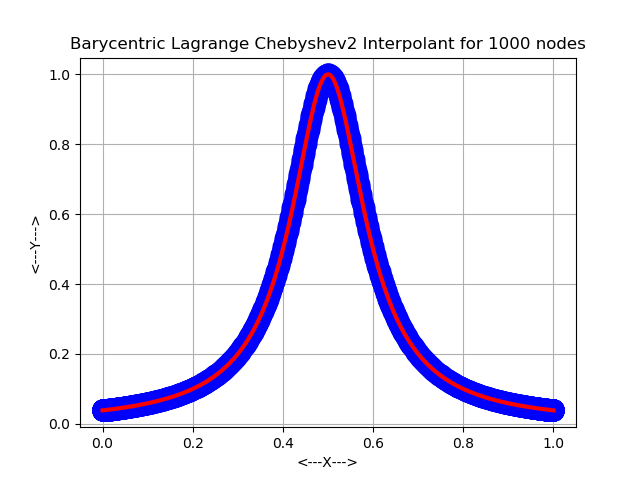 Barycentric Lagrange Chebyshev2 Interpolant for 1000 nodes
1.0
0.8
0.6
0.4
0.2
0.0
<---Y--->
0.0 0.2 0.4 0.6 0.8 1.0
<---X--->